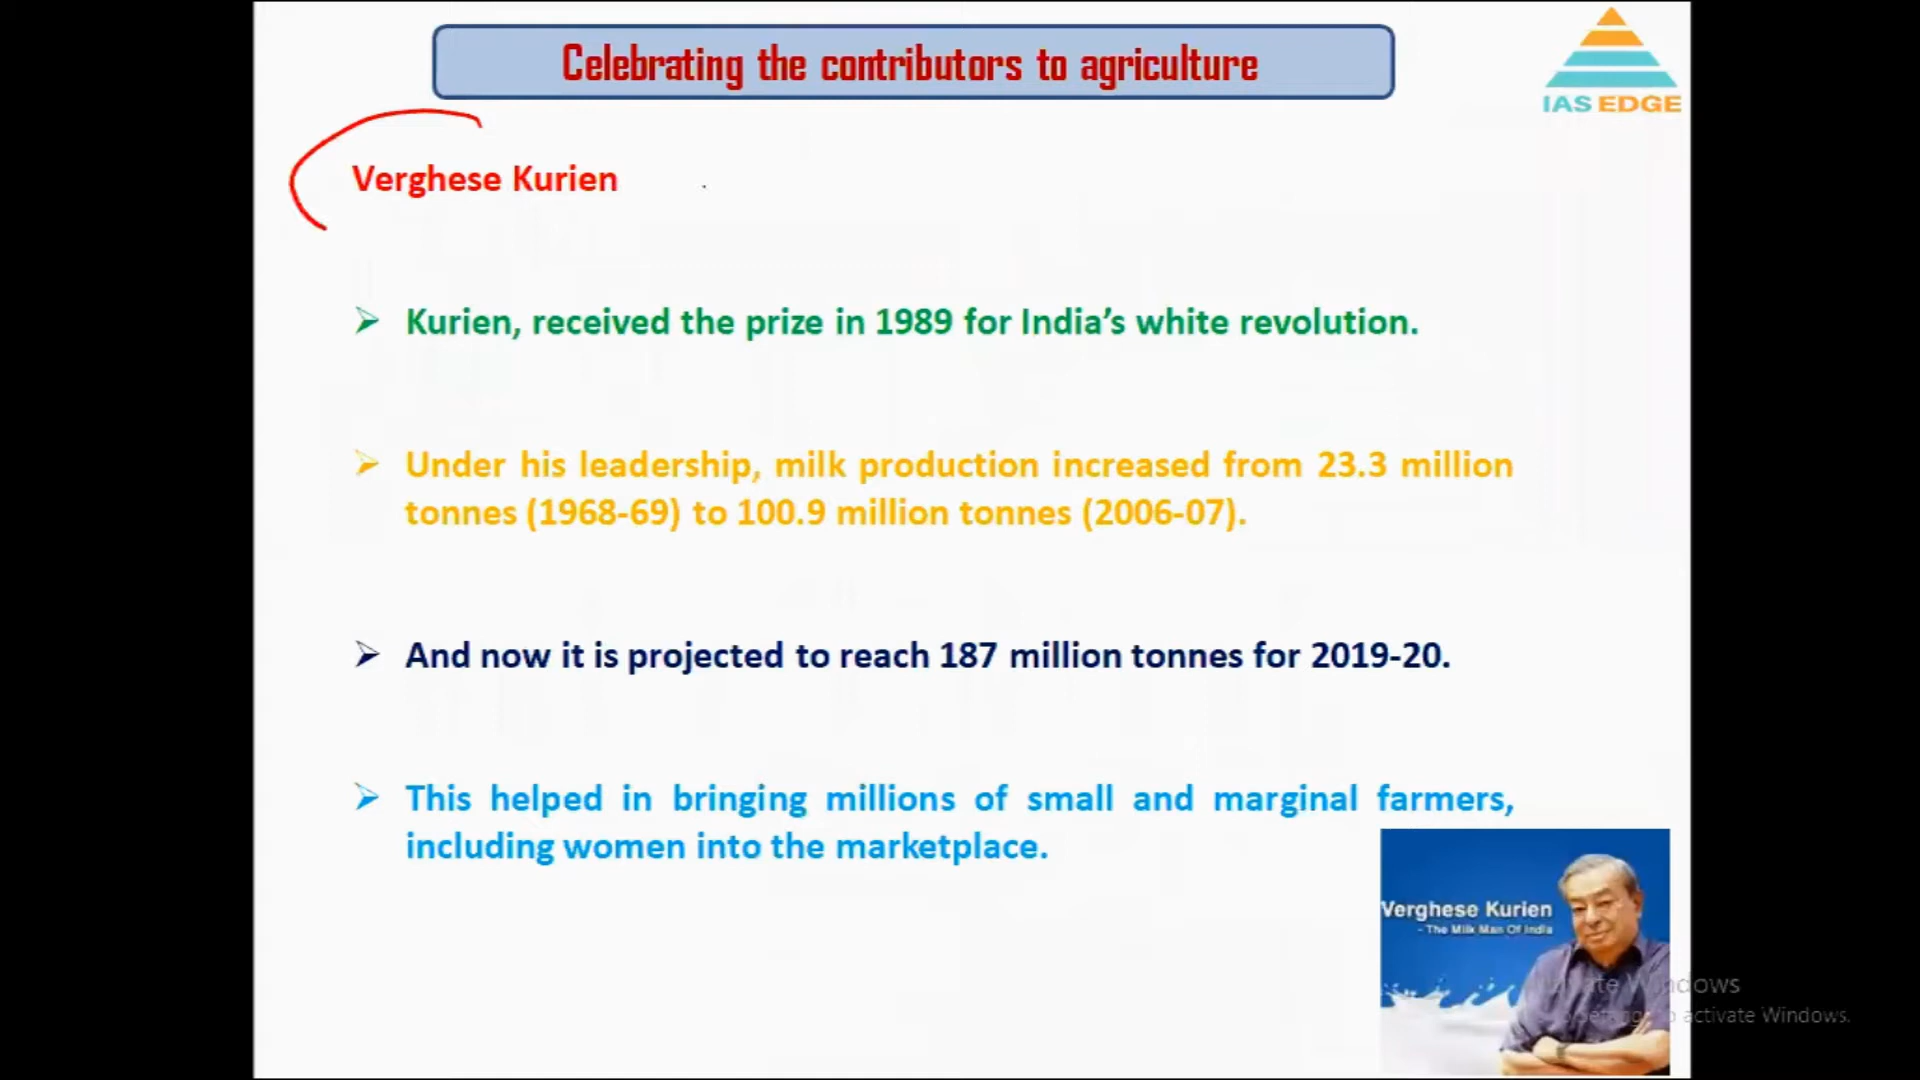 Celebrating the contributors to agriculture
IAS EDGE
Verghese Kurien
Kurien, received the prize in 1989 for India’s white revolution.
Under his leadership, milk production increased from 23.3 million
tonnes (1968-69) to 100.9 million tonnes (2006-07).
And now it is projected to reach 187 million tonnes for 2019-20.
This helped in bringing millions of small and marginal farmers,
including women into the marketplace.
Verghese Kurien
- The Milk Man Of India
Windows
activate Windows.